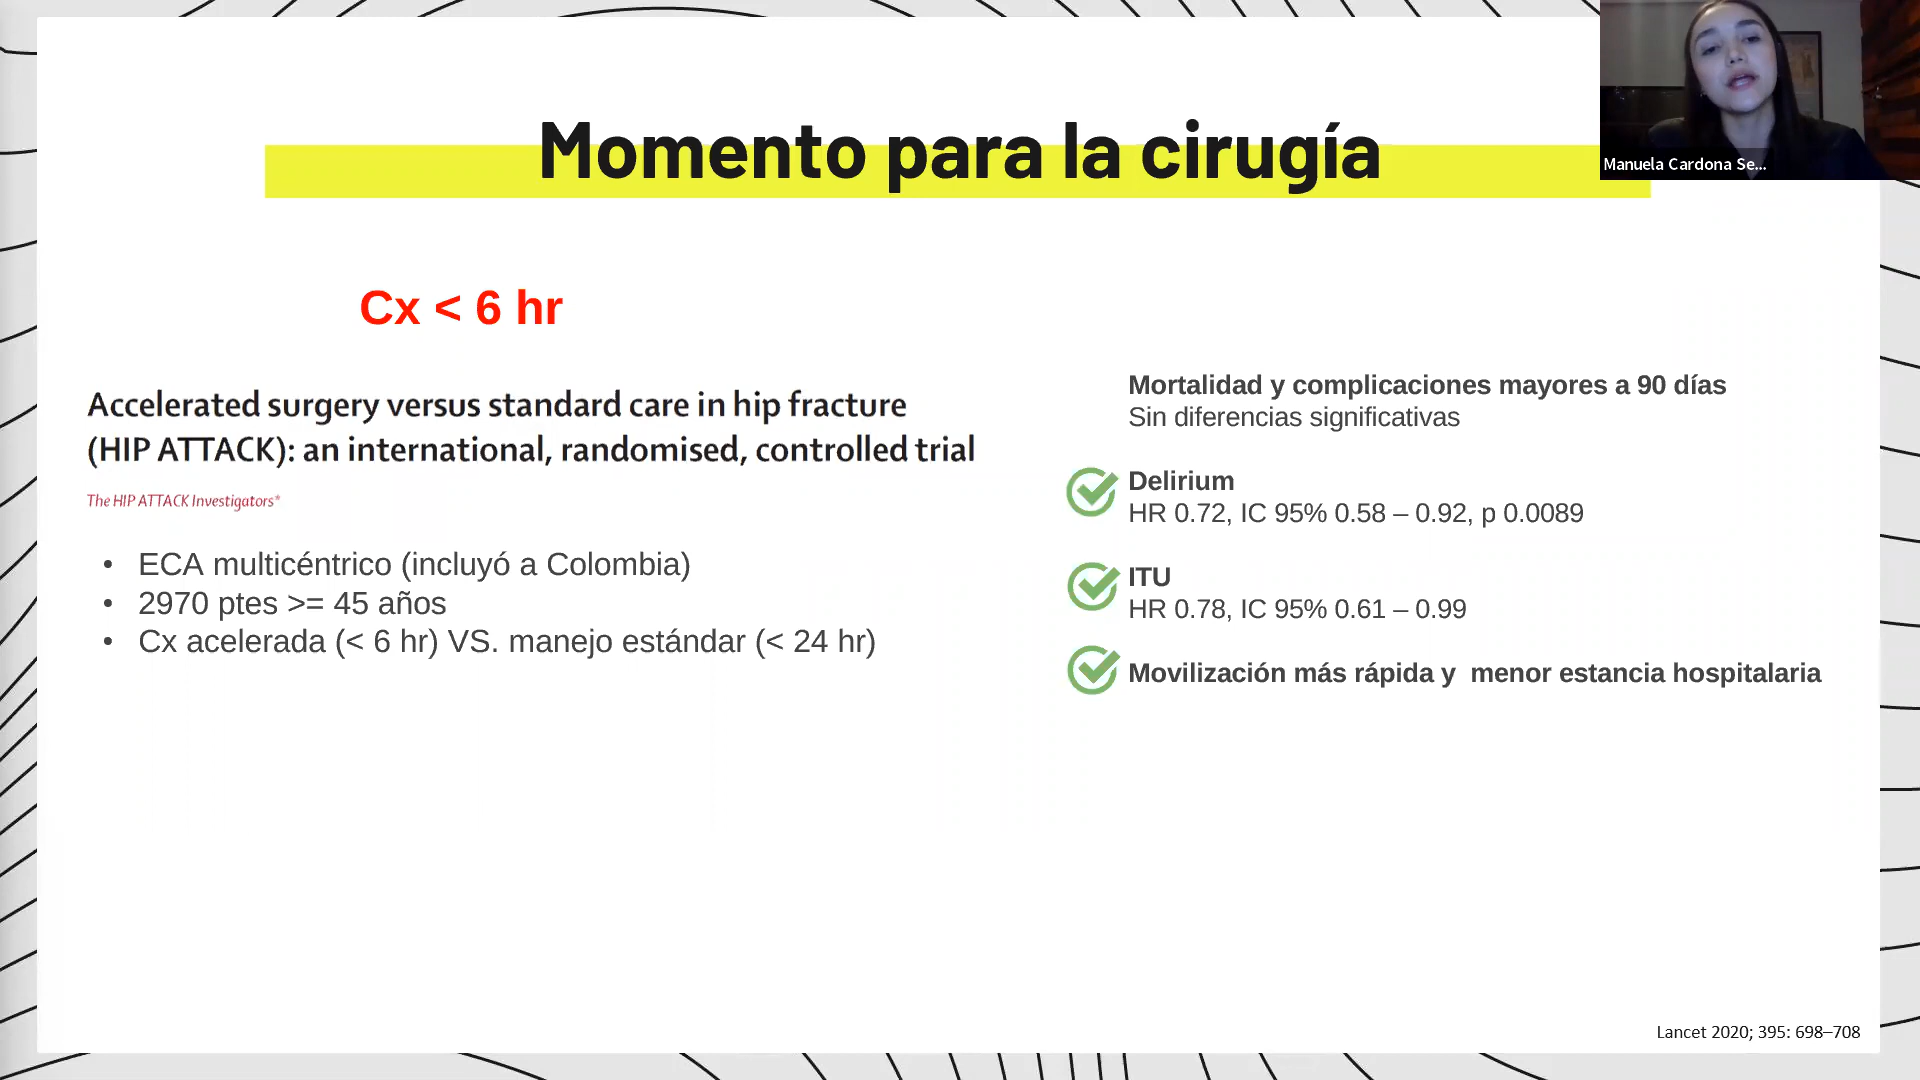 Momento para la cirugía
Manuela Cardona Se...
Cx < 6 hr
Accelerated surgery versus standard care in hip fracture
(HIP ATTACK): an international, randomised, controlled trial
The HIP ATTACK Investigators*
• ECA multicéntrico (incluyó a Colombia)
• 2970 ptes >= 45 años
• Cx acelerada (< 6 hr) VS. manejo estándar (< 24 hr)
Mortalidad y complicaciones mayores a 90 días
Sin diferencias significativas
Delirium
HR 0.72, IC 95% 0.58 – 0.92, p 0.0089
ITU
HR 0.78, IC 95% 0.61 – 0.99
Movilización más rápida y  menor estancia hospitalaria
Lancet 2020; 395: 698–708